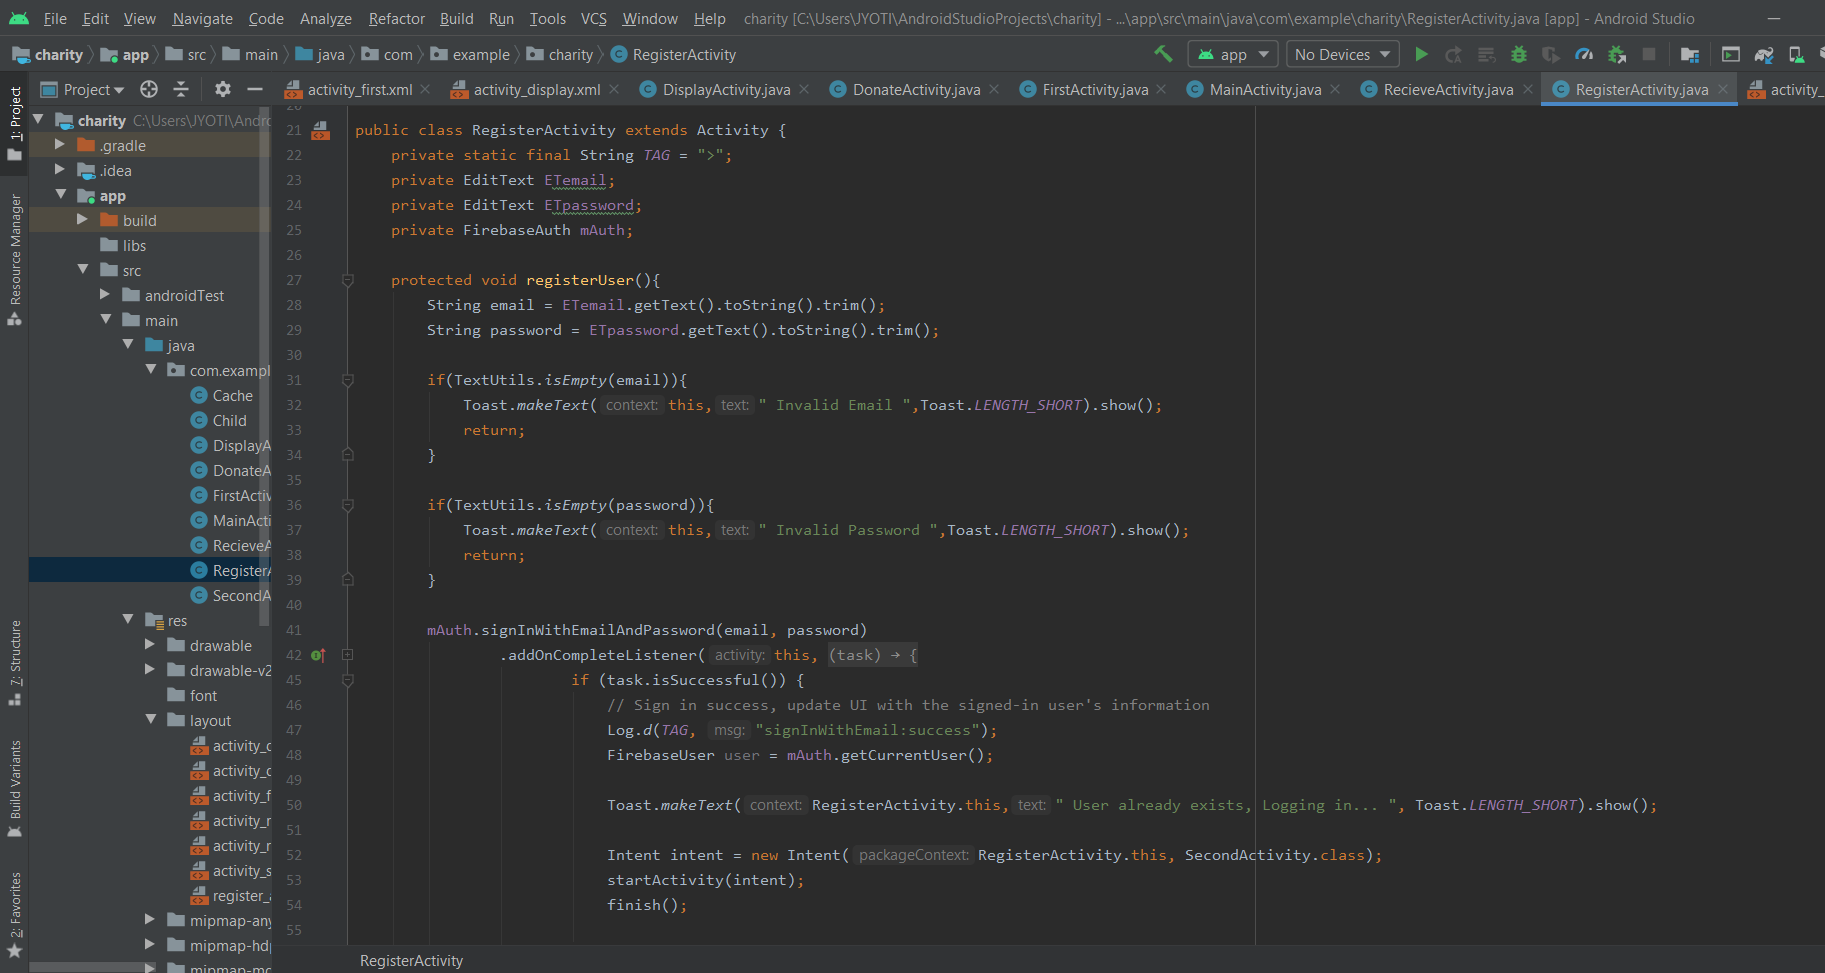 File Edit View Navigate Code Analyze Refactor Build Run Tools VCS Window Help charity [C:\Users\JYOTI\AndroidStudioProjects\charity] - ...\app\src\main\java\com\example\charity\RegisterActivity.java [app] - Android Studio
charity app src main java com example charity RegisterActivity app No Devices
Project activity_first.xml activity_display.xml DisplayActivity.java DonateActivity.java FirstActivity.java MainActivity.java RecieveActivity.java RegisterActivity.java activity_
1: Project
Resource Manager
7: Structure
Build Variants
2: Favorites
charity C:\Users\JYOTI\Andro
.gradle
.idea
app
build
libs
src
androidTest
main
java
com.exampl
Cache
Child
DisplayA
DonateA
FirstActiv
MainActi
RecieveA
RegisterA
SecondA
res
drawable
drawable-v2
font
layout
activity_d
activity_d
activity_f
activity_r
activity_r
activity_s
register_a
mipmap-any
mipmap-hdp
mipmap-md
20
21 public class RegisterActivity extends Activity {
22 private static final String TAG = ">";
23 private EditText ETemail;
24 private EditText ETpassword;
25 private FirebaseAuth mAuth;
26
27 protected void registerUser(){
28 String email = ETemail.getText().toString().trim();
29 String password = ETpassword.getText().toString().trim();
30
31 if(TextUtils.isEmpty(email)){
32 Toast.makeText( context: this, text: " Invalid Email ",Toast.LENGTH_SHORT).show();
33 return;
34 }
35
36 if(TextUtils.isEmpty(password)){
37 Toast.makeText( context: this, text: " Invalid Password ",Toast.LENGTH_SHORT).show();
38 return;
39 }
40
41 mAuth.signInWithEmailAndPassword(email, password)
42 .addOnCompleteListener( activity: this, (task) → {
45 if (task.isSuccessful()) {
46 // Sign in success, update UI with the signed-in user's information
47 Log.d(TAG, msg: "signInWithEmail:success");
48 FirebaseUser user = mAuth.getCurrentUser();
49
50 Toast.makeText( context: RegisterActivity.this, text: " User already exists, Logging in... ", Toast.LENGTH_SHORT).show();
51
52 Intent intent = new Intent( packageContext: RegisterActivity.this, SecondActivity.class);
53 startActivity(intent);
54 finish();
55
RegisterActivity